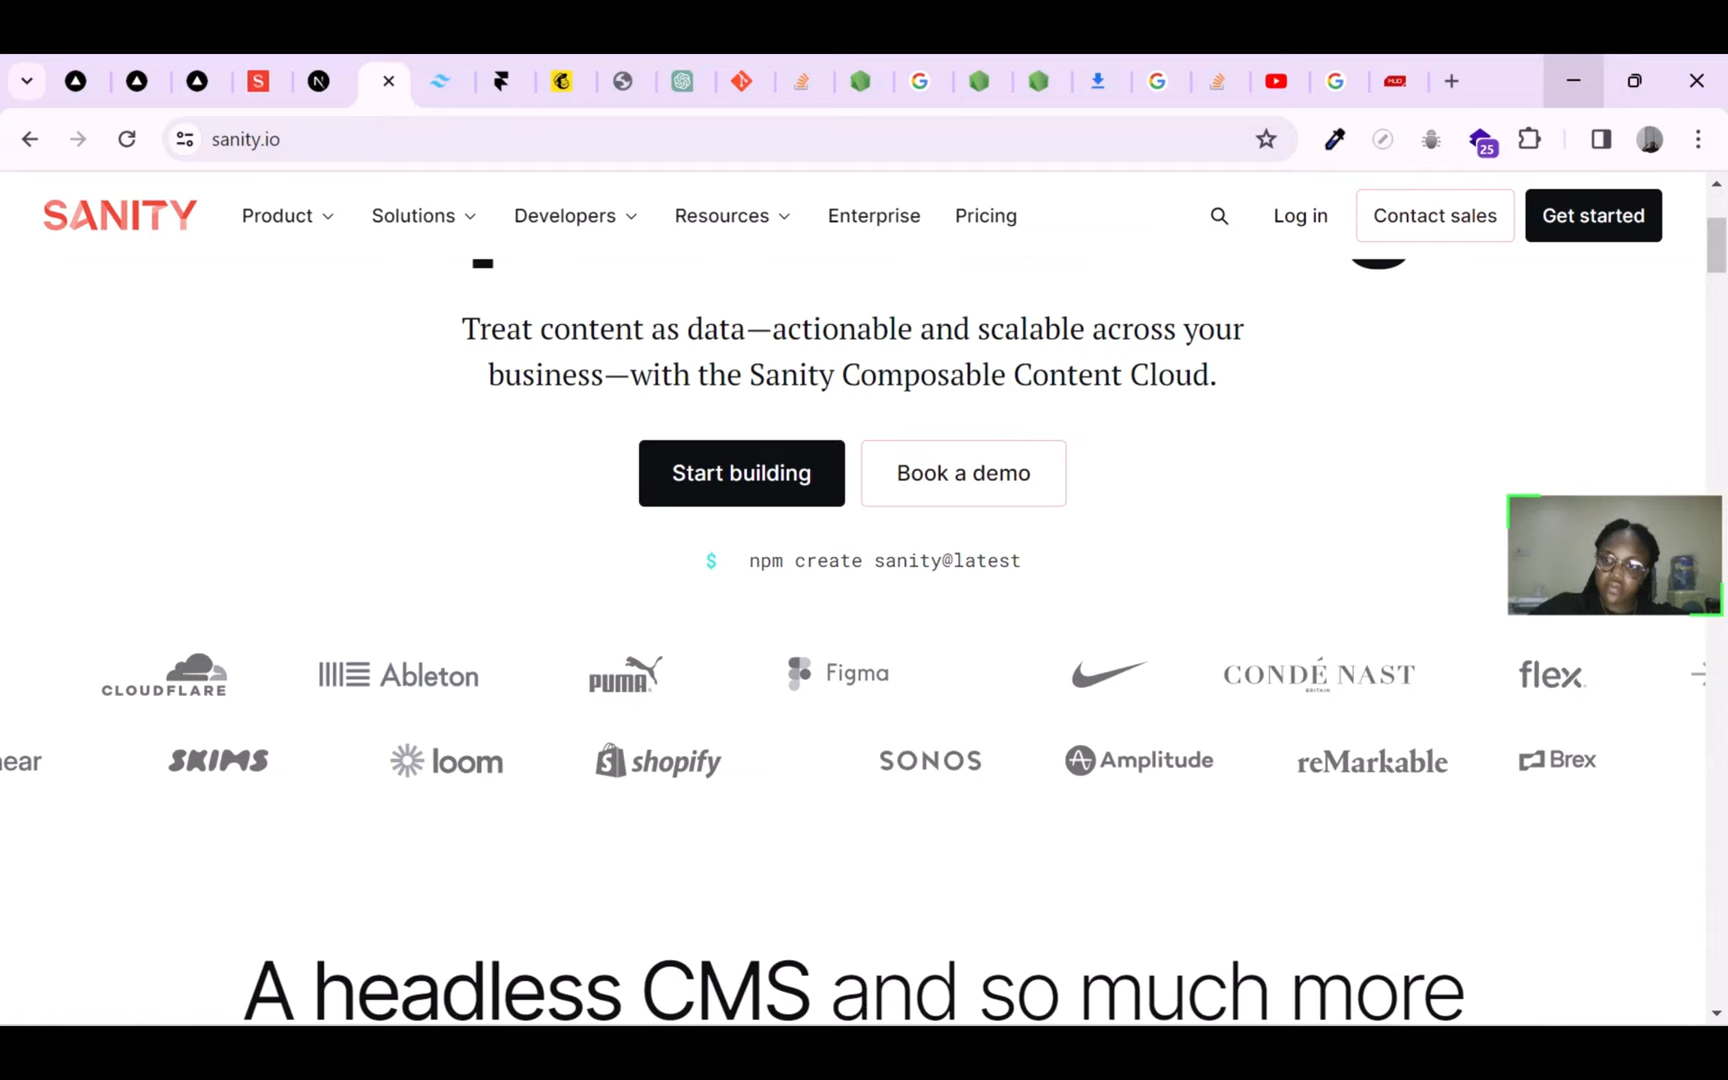 sanity.io
25
SANITY
Product
Solutions
Developers
Resources
Enterprise
Pricing
Log in
Contact sales
Get started
Treat content as data—actionable and scalable across your
business—with the Sanity Composable Content Cloud.
Start building
Book a demo
$ npm create sanity@latest
CLOUDFLARE
Ableton
PUMA
Figma
CONDÉ NAST
BRITAIN
flex
ear
SKIMS
loom
shopify
SONOS
Amplitude
reMarkable
Brex
A headless CMS and so much more